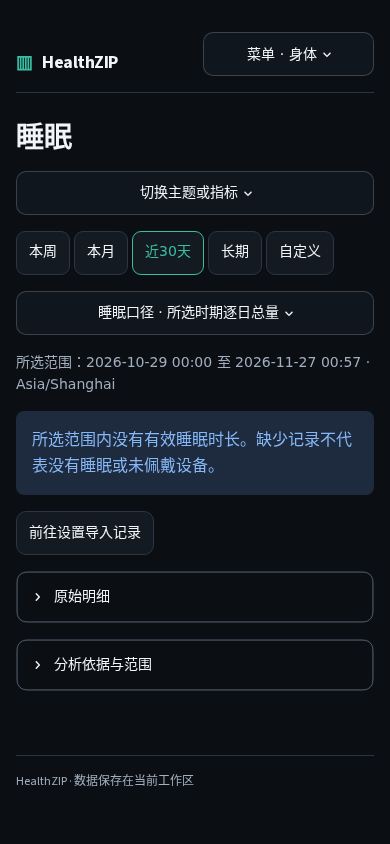 HealthZIP
菜单 · 身体
睡眠
切换主题或指标
本周
本月
近30天
长期
自定义
睡眠口径 · 所选时期逐日总量
所选范围：2026-10-29 00:00 至 2026-11-27 00:57 ·
Asia/Shanghai
所选范围内没有有效睡眠时长。缺少记录不代
表没有睡眠或未佩戴设备。
前往设置导入记录
原始明细
分析依据与范围
HealthZIP · 数据保存在当前工作区